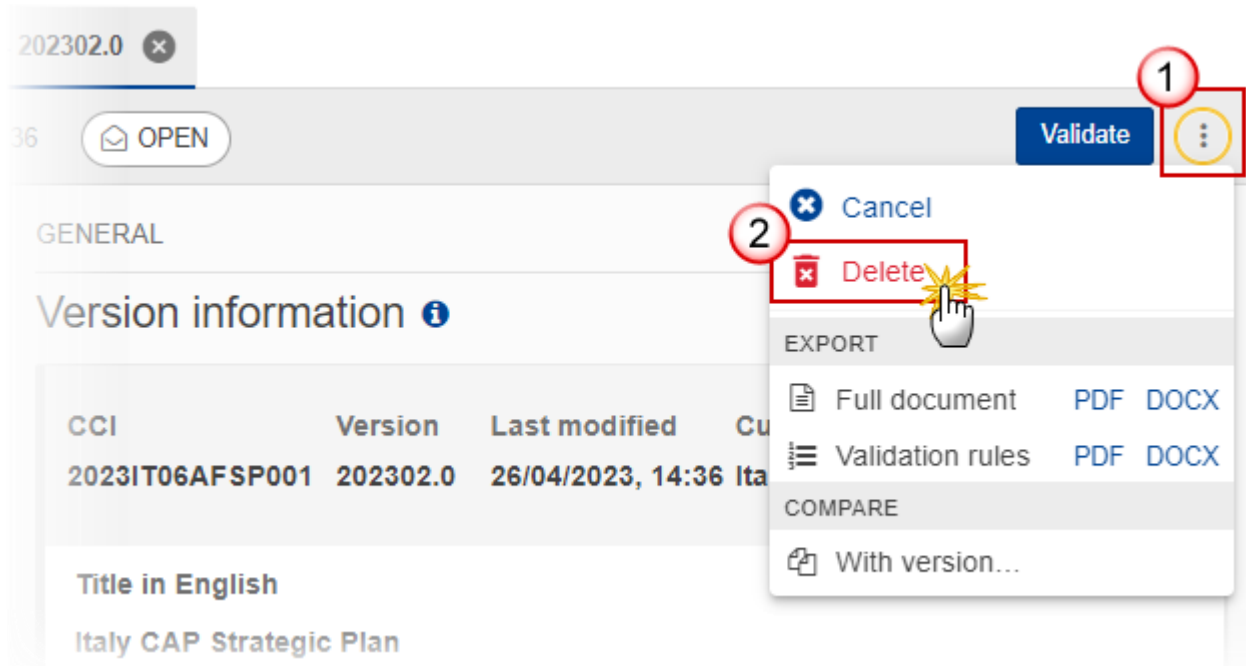 202302.0
1
36 OPEN Validate
Cancel
GENERAL
2
Delete
Version information
EXPORT
Full document PDF DOCX
CCI Version Last modified Cu
Validation rules PDF DOCX
2023IT06AFSP001 202302.0 26/04/2023, 14:36 Ita
COMPARE
With version...
Title in English
Italy CAP Strategic Plan